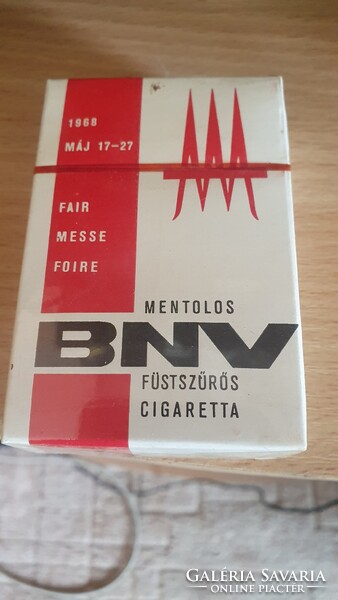 1968
MÁJ 17-27
FAIR
MESSE
FOIRE
MENTOLOS
BNV
FÜSTSZŰRŐS
CIGARETTA
GALÉRIA SAVARIA
ONLINE PIACTÉR